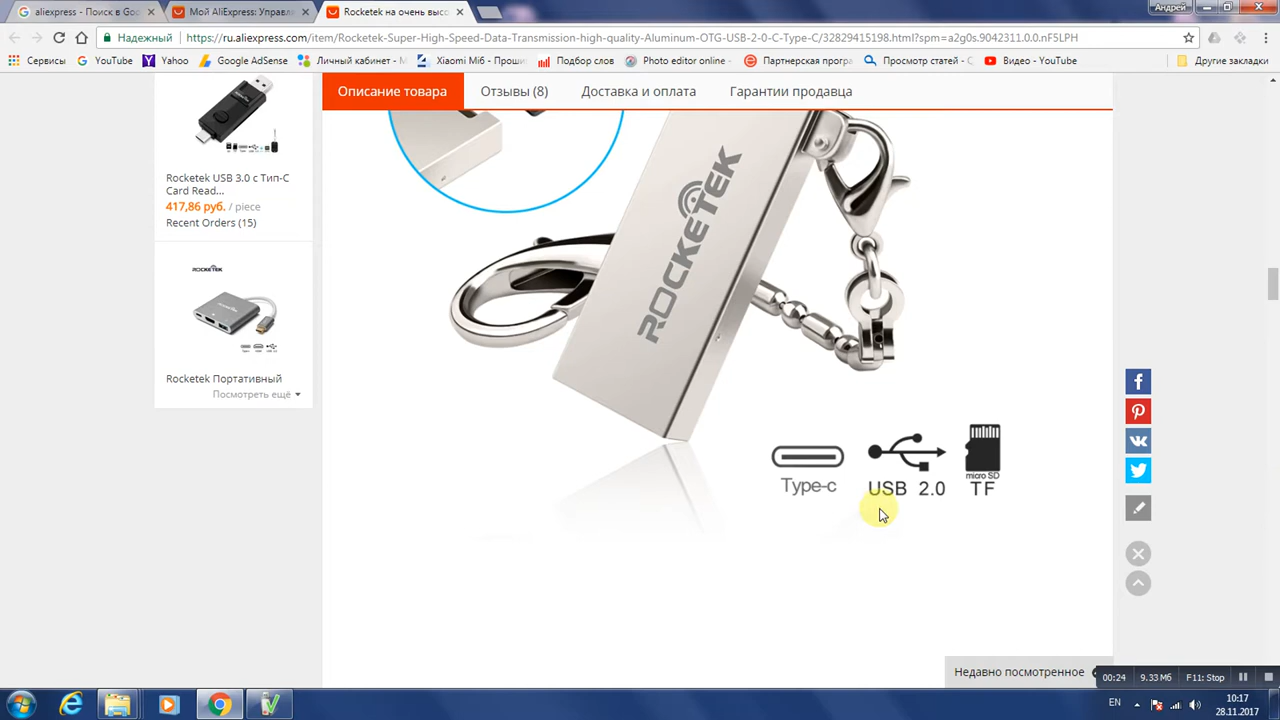 aliexpress - Поиск в Goo
Мой AliExpress: Управля
Rocketek на очень высо
Андрей
Надежный
https://ru.aliexpress.com/item/Rocketek-Super-High-Speed-Data-Transmission-high-quality-Aluminum-OTG-USB-2-0-C-Type-C/32829415198.html?spm=a2g0s.9042311.0.0.nF5LPH
Сервисы
YouTube
Yahoo
Google AdSense
Личный кабинет -
Xiaomi Mi6 - Проши
Подбор слов
Photo editor online -
Партнерская прогр
Просмотр статей - С
Видео - YouTube
Другие закладки
Описание товара
Отзывы (8)
Доставка и оплата
Гарантии продавца
Rocketek USB 3.0 с Тип-C
Card Read...
417,86 руб. / piece
Recent Orders (15)
ROCKETEK
Rocketek Портативный
Посмотреть ещё
ROCKETEK
Type-c
USB 2.0
micro SD
TF
Недавно посмотренное
00:24
9.33 Мб
F11: Stop
EN
10:17
28.11.2017